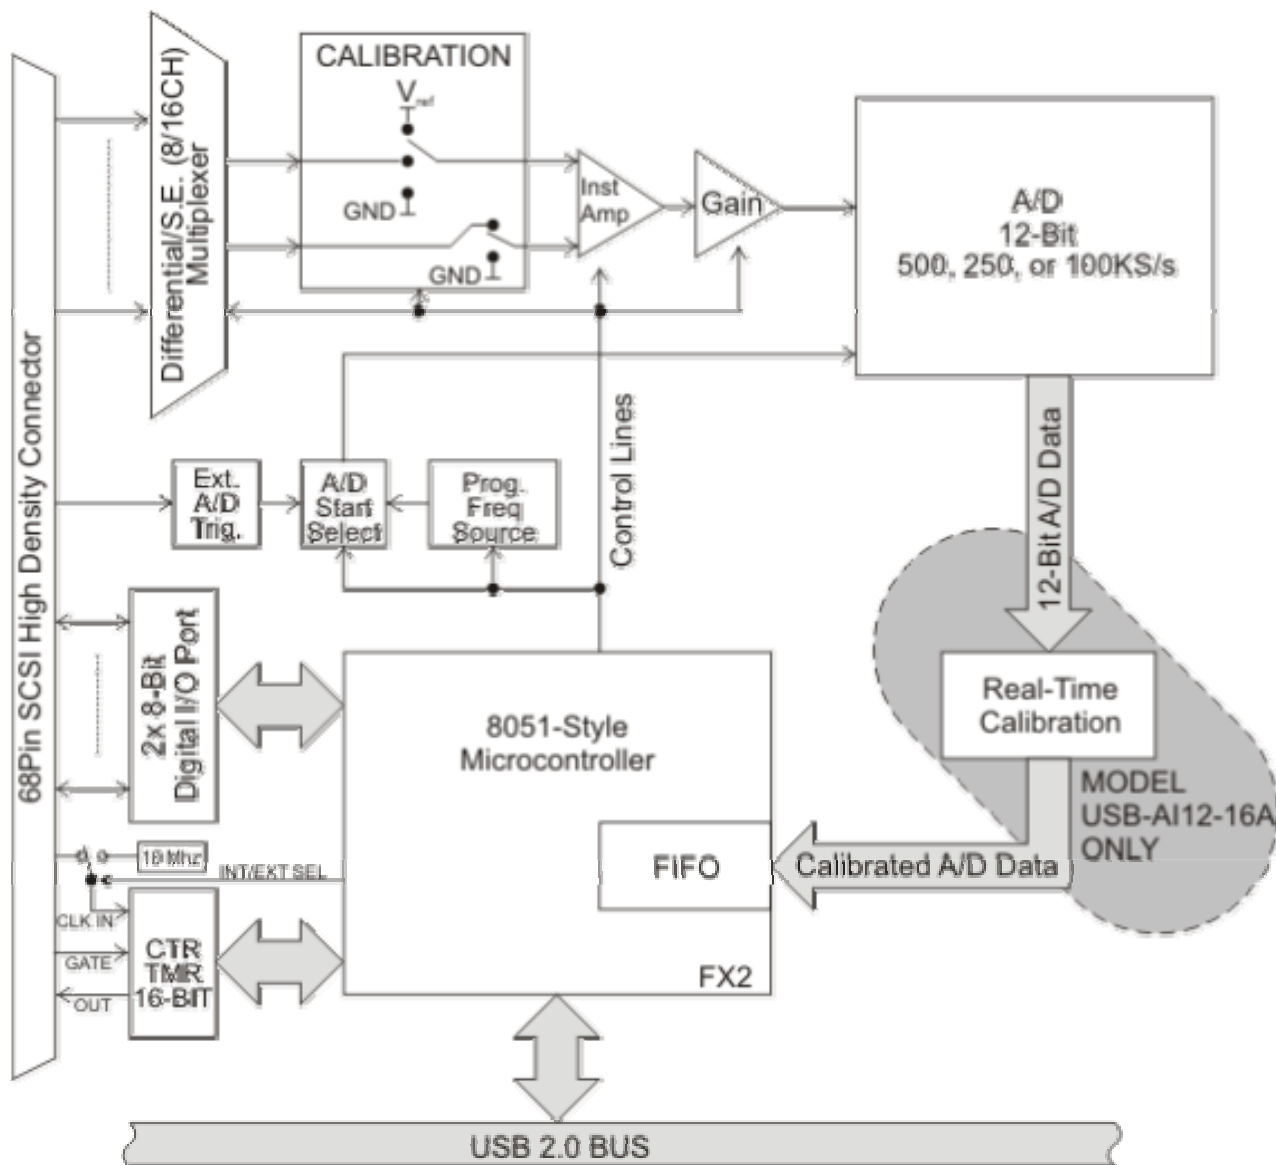 CALIBRATION
Vref
GND
GND
Differential/S.E. (8/16CH)
Multiplexer
Inst
Amp
Gain
A/D
12-Bit
500, 250, or 100KS/s
68Pin SCSI High Density Connector
Control Lines
12-Bit A/D Data
Ext.
A/D
Trig.
A/D
Start
Select
Prog.
Freq
Source
2x 8-Bit
Digital I/O Port
8051-Style
Microcontroller
Real-Time
Calibration
MODEL
USB-AI12-16A
ONLY
10 Mhz
INT/EXT SEL
FIFO
Calibrated A/D Data
CLK IN
GATE
OUT
CTR
TMR
16-BIT
FX2
USB 2.0 BUS